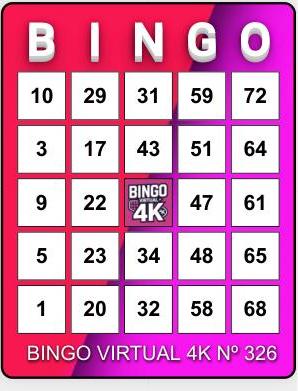 B I N G O
10 29 31 59 72
3 17 43 51 64
9 22 BINGO VIRTUAL 4K 47 61
5 23 34 48 65
1 20 32 58 68
BINGO VIRTUAL 4K Nº 326